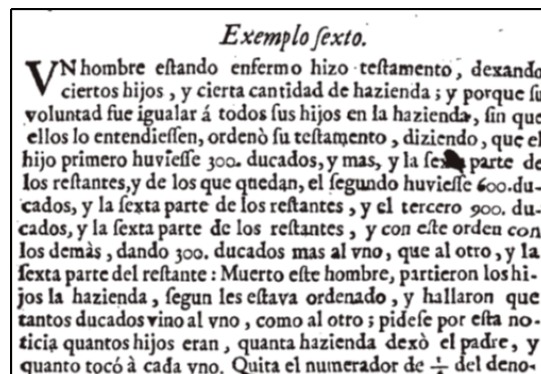 Exemplo ſexto.
VN hombre eſtando enfermo hizo teſtamento, dexando
ciertos hijos, y cierta cantidad de hazienda; y porque ſu
voluntad fue igualar á todos ſus hijos en la hazienda, ſin que
ellos lo entendieſſen, ordenò ſu teſtamento, diziendo, que el
hijo primero huvieſſe 300. ducados, y mas, y la ſexta parte de
los reſtantes, y de los que quedan, el ſegundo huvieſſe 600. du-
cados, y la ſexta parte de los reſtantes, y el tercero 900. du-
cados, y la ſexta parte de los reſtantes, y con eſte orden con
los demàs, dando 300. ducados mas al vno, que al otro, y la
ſexta parte del reſtante: Muerto eſte hombre, partieron los hi-
jos la hazienda, ſegun les eſtava ordenado, y hallaron que
tantos ducados vino al vno, como al otro; pideſe por eſta no-
ticia quantos hijos eran, quanta hazienda dexò el padre, y
quanto tocó à cada vno. Quita el numerador de 1/6 del deno-